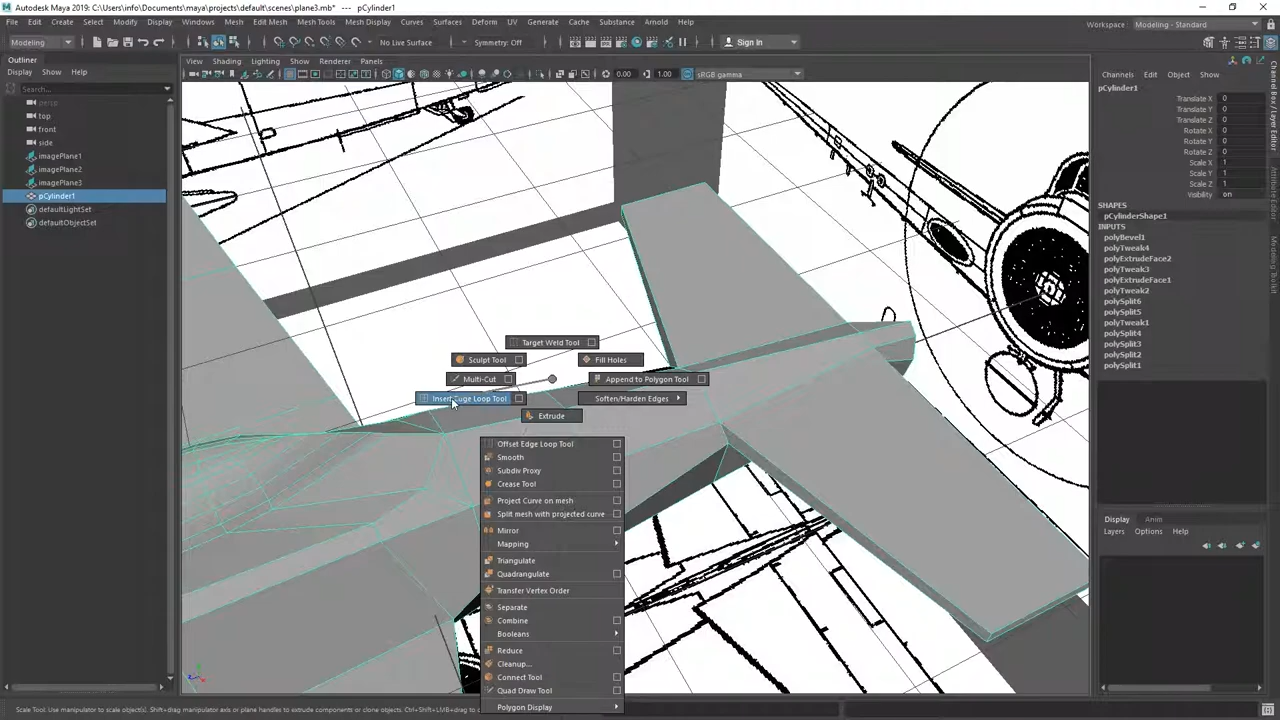 Autodesk Maya 2019: C:\Users\info\Documents\maya\projects\default\scenes\plane3.mb* --- pCylinder1
File Edit Create Select Modify Display Windows Mesh Edit Mesh Mesh Tools Mesh Display Curves Surfaces Deform UV Generate Cache Substance Arnold Help
Workspace: Modeling - Standard
Modeling
No Live Surface
Symmetry: Off
Sign In
Outliner
Display Show Help
Search...
persp
top
front
side
imagePlane1
imagePlane2
imagePlane3
pCylinder1
defaultLightSet
defaultObjectSet
View Shading Lighting Show Renderer Panels
0.00
1.00
sRGB gamma
Target Weld Tool
Sculpt Tool
Fill Holes
Multi-Cut
Append to Polygon Tool
Insert Edge Loop Tool
Soften/Harden Edges
Extrude
Offset Edge Loop Tool
Smooth
Subdiv Proxy
Crease Tool
Project Curve on mesh
Split mesh with projected curve
Mirror
Mapping
Triangulate
Quadrangulate
Transfer Vertex Order
Separate
Combine
Booleans
Reduce
Cleanup...
Connect Tool
Quad Draw Tool
Polygon Display
Channels Edit Object Show
pCylinder1
Translate X 0
Translate Y 0
Translate Z 0
Rotate X 0
Rotate Y 0
Rotate Z 0
Scale X 1
Scale Y 1
Scale Z 1
Visibility on
SHAPES
pCylinderShape1
INPUTS
polyBevel1
polyTweak4
polyExtrudeFace2
polyTweak3
polyExtrudeFace1
polyTweak2
polySplit6
polySplit5
polyTweak1
polySplit4
polySplit3
polySplit2
polySplit1
Display Anim
Layers Options Help
Channel Box / Layer Editor
Attribute Editor
Modeling Toolkit
Scale Tool: Use manipulator to scale object(s). Shift+drag manipulator axis or plane handles to extrude components or clone objects. Ctrl+Shift+LMB+drag to